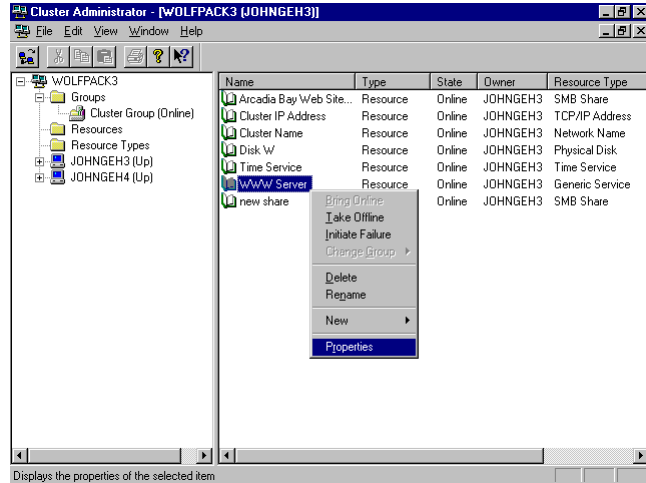 Cluster Administrator - [WOLFPACK3 (JOHNGEH3)]
File Edit View Window Help
WOLFPACK3
Groups
Cluster Group (Online)
Resources
Resource Types
JOHNGEH3 (Up)
JOHNGEH4 (Up)
Name Type State Owner Resource Type
Arcadia Bay Web Site... Resource Online JOHNGEH3 SMB Share
Cluster IP Address Resource Online JOHNGEH3 TCP/IP Address
Cluster Name Resource Online JOHNGEH3 Network Name
Disk W Resource Online JOHNGEH3 Physical Disk
Time Service Resource Online JOHNGEH3 Time Service
WWW Server Resource Online JOHNGEH3 Generic Service
new share Online JOHNGEH3 SMB Share
Bring Online
Take Offline
Initiate Failure
Change Group
Delete
Rename
New
Properties
Displays the properties of the selected item